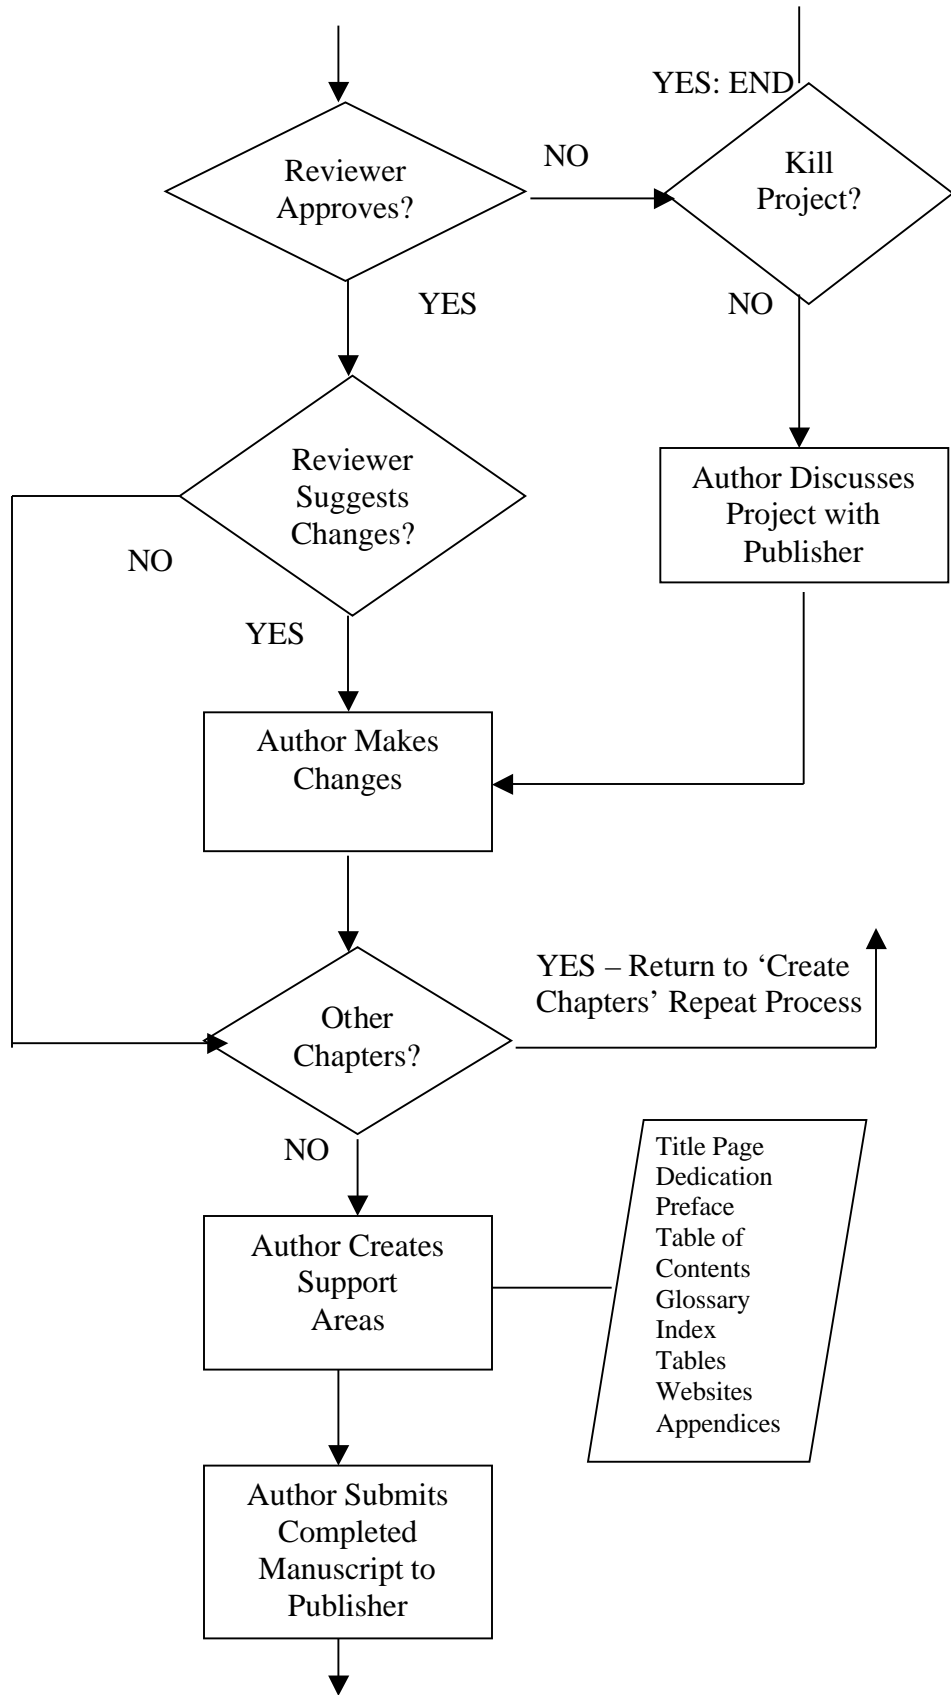 YES: END
Reviewer
Approves?
NO
Kill
Project?
YES
NO
Reviewer
Suggests
Changes?
NO
YES
Author Discusses
Project with
Publisher
Author Makes
Changes
Other
Chapters?
YES – Return to ‘Create
Chapters’ Repeat Process
NO
Author Creates
Support
Areas
Title Page
Dedication
Preface
Table of
Contents
Glossary
Index
Tables
Websites
Appendices
Author Submits
Completed
Manuscript to
Publisher